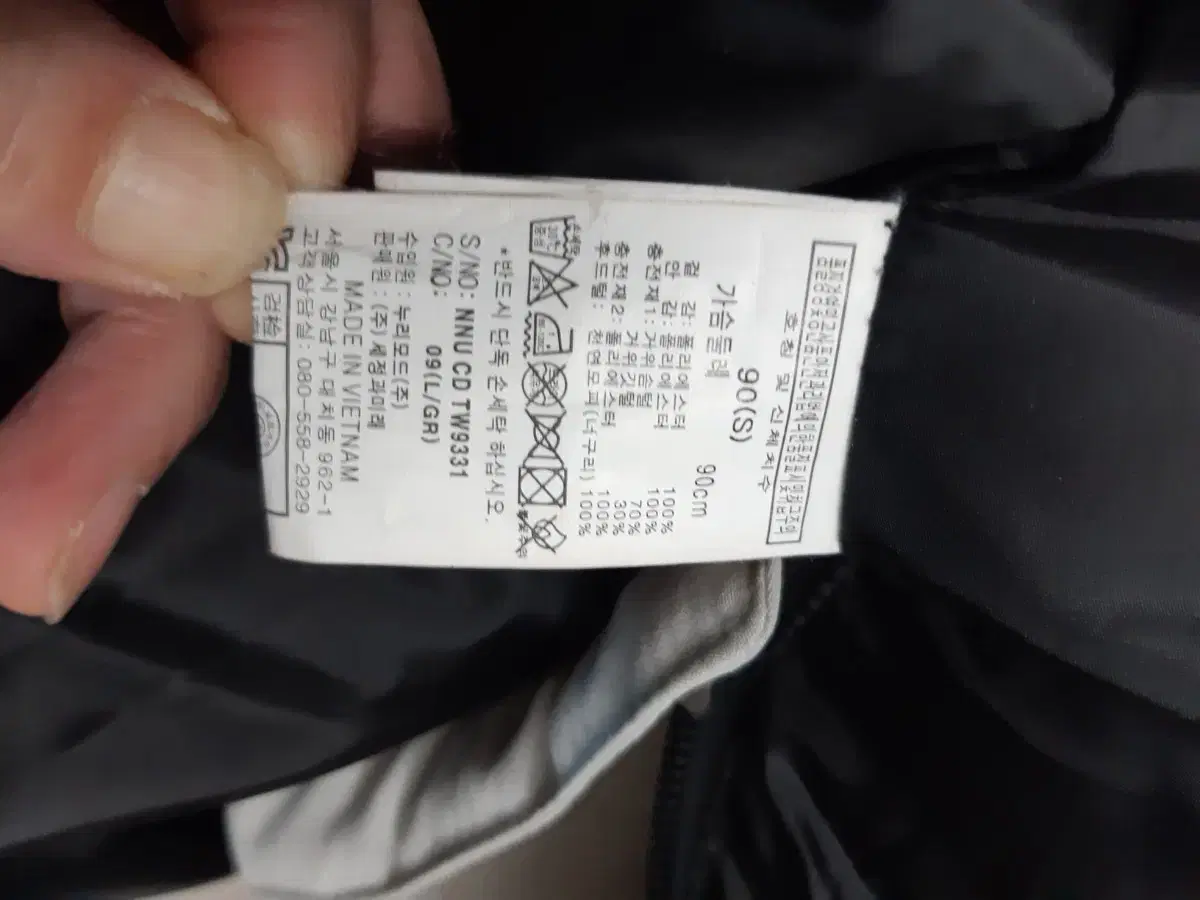 호칭 및 신체치수
90(S)
가슴둘레 90cm
겉 감: 폴리에스터 100%
안 감: 폴리에스터 100%
충전재1: 거위솜털 70%
거위깃털 30%
충전재2: 폴리에스터 100%
후드털: 천연모피(너구리) 100%
*반드시 단독 손세탁 하십시오.
S/NO: NNU CD TW9331
C/NO: 09(L/GR)
수입원: 누리모드(주)
판매원: (주)세정과미래
MADE IN VIETNAM
서울시 강남구 대치동 962-1
고객상담실: 080-558-2929
검